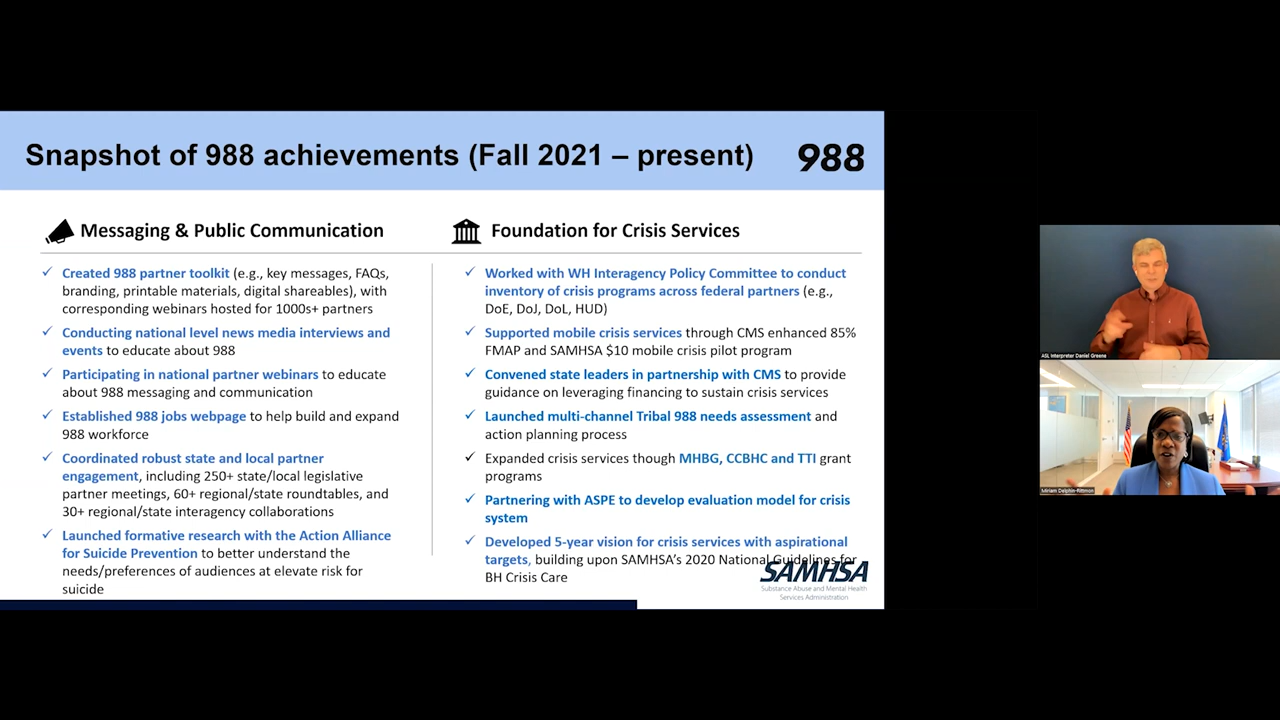 Snapshot of 988 achievements (Fall 2021 – present)
988
Messaging & Public Communication
Created 988 partner toolkit (e.g., key messages, FAQs,
branding, printable materials, digital shareables), with
corresponding webinars hosted for 1000s+ partners
Conducting national level news media interviews and
events to educate about 988
Participating in national partner webinars to educate
about 988 messaging and communication
Established 988 jobs webpage to help build and expand
988 workforce
Coordinated robust state and local partner
engagement, including 250+ state/local legislative
partner meetings, 60+ regional/state roundtables, and
30+ regional/state interagency collaborations
Launched formative research with the Action Alliance
for Suicide Prevention to better understand the
needs/preferences of audiences at elevate risk for
suicide
Foundation for Crisis Services
Worked with WH Interagency Policy Committee to conduct
inventory of crisis programs across federal partners (e.g.,
DoE, DoJ, DoL, HUD)
Supported mobile crisis services through CMS enhanced 85%
FMAP and SAMHSA $10 mobile crisis pilot program
Convened state leaders in partnership with CMS to provide
guidance on leveraging financing to sustain crisis services
Launched multi-channel Tribal 988 needs assessment and
action planning process
Expanded crisis services though MHBG, CCBHC and TTI grant
programs
Partnering with ASPE to develop evaluation model for crisis
system
Developed 5-year vision for crisis services with aspirational
targets, building upon SAMHSA's 2020 National Guidelines for
BH Crisis Care
SAMHSA
Substance Abuse and Mental Health
Services Administration
ASL Interpreter Daniel Greene
Miriam Delphin-Rittmon